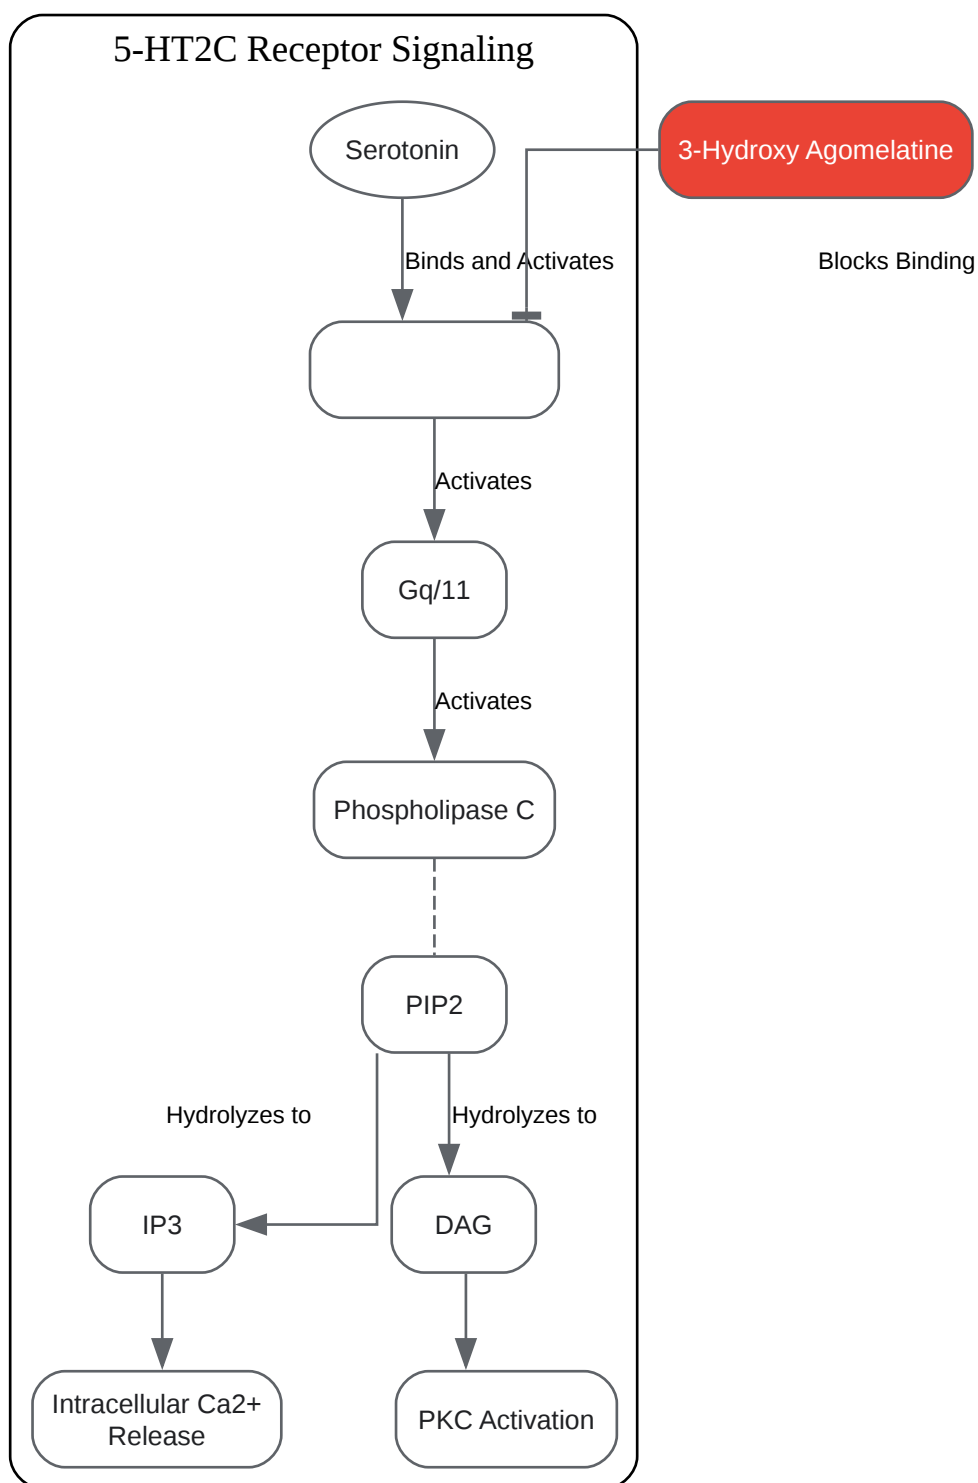 5-HT2C Receptor Signaling
Serotonin
3-Hydroxy Agomelatine
Binds and Activates
Blocks Binding
Activates
Gq/11
Activates
Phospholipase C
PIP2
Hydrolyzes to
Hydrolyzes to
IP3
DAG
Intracellular Ca2+
Release
PKC Activation